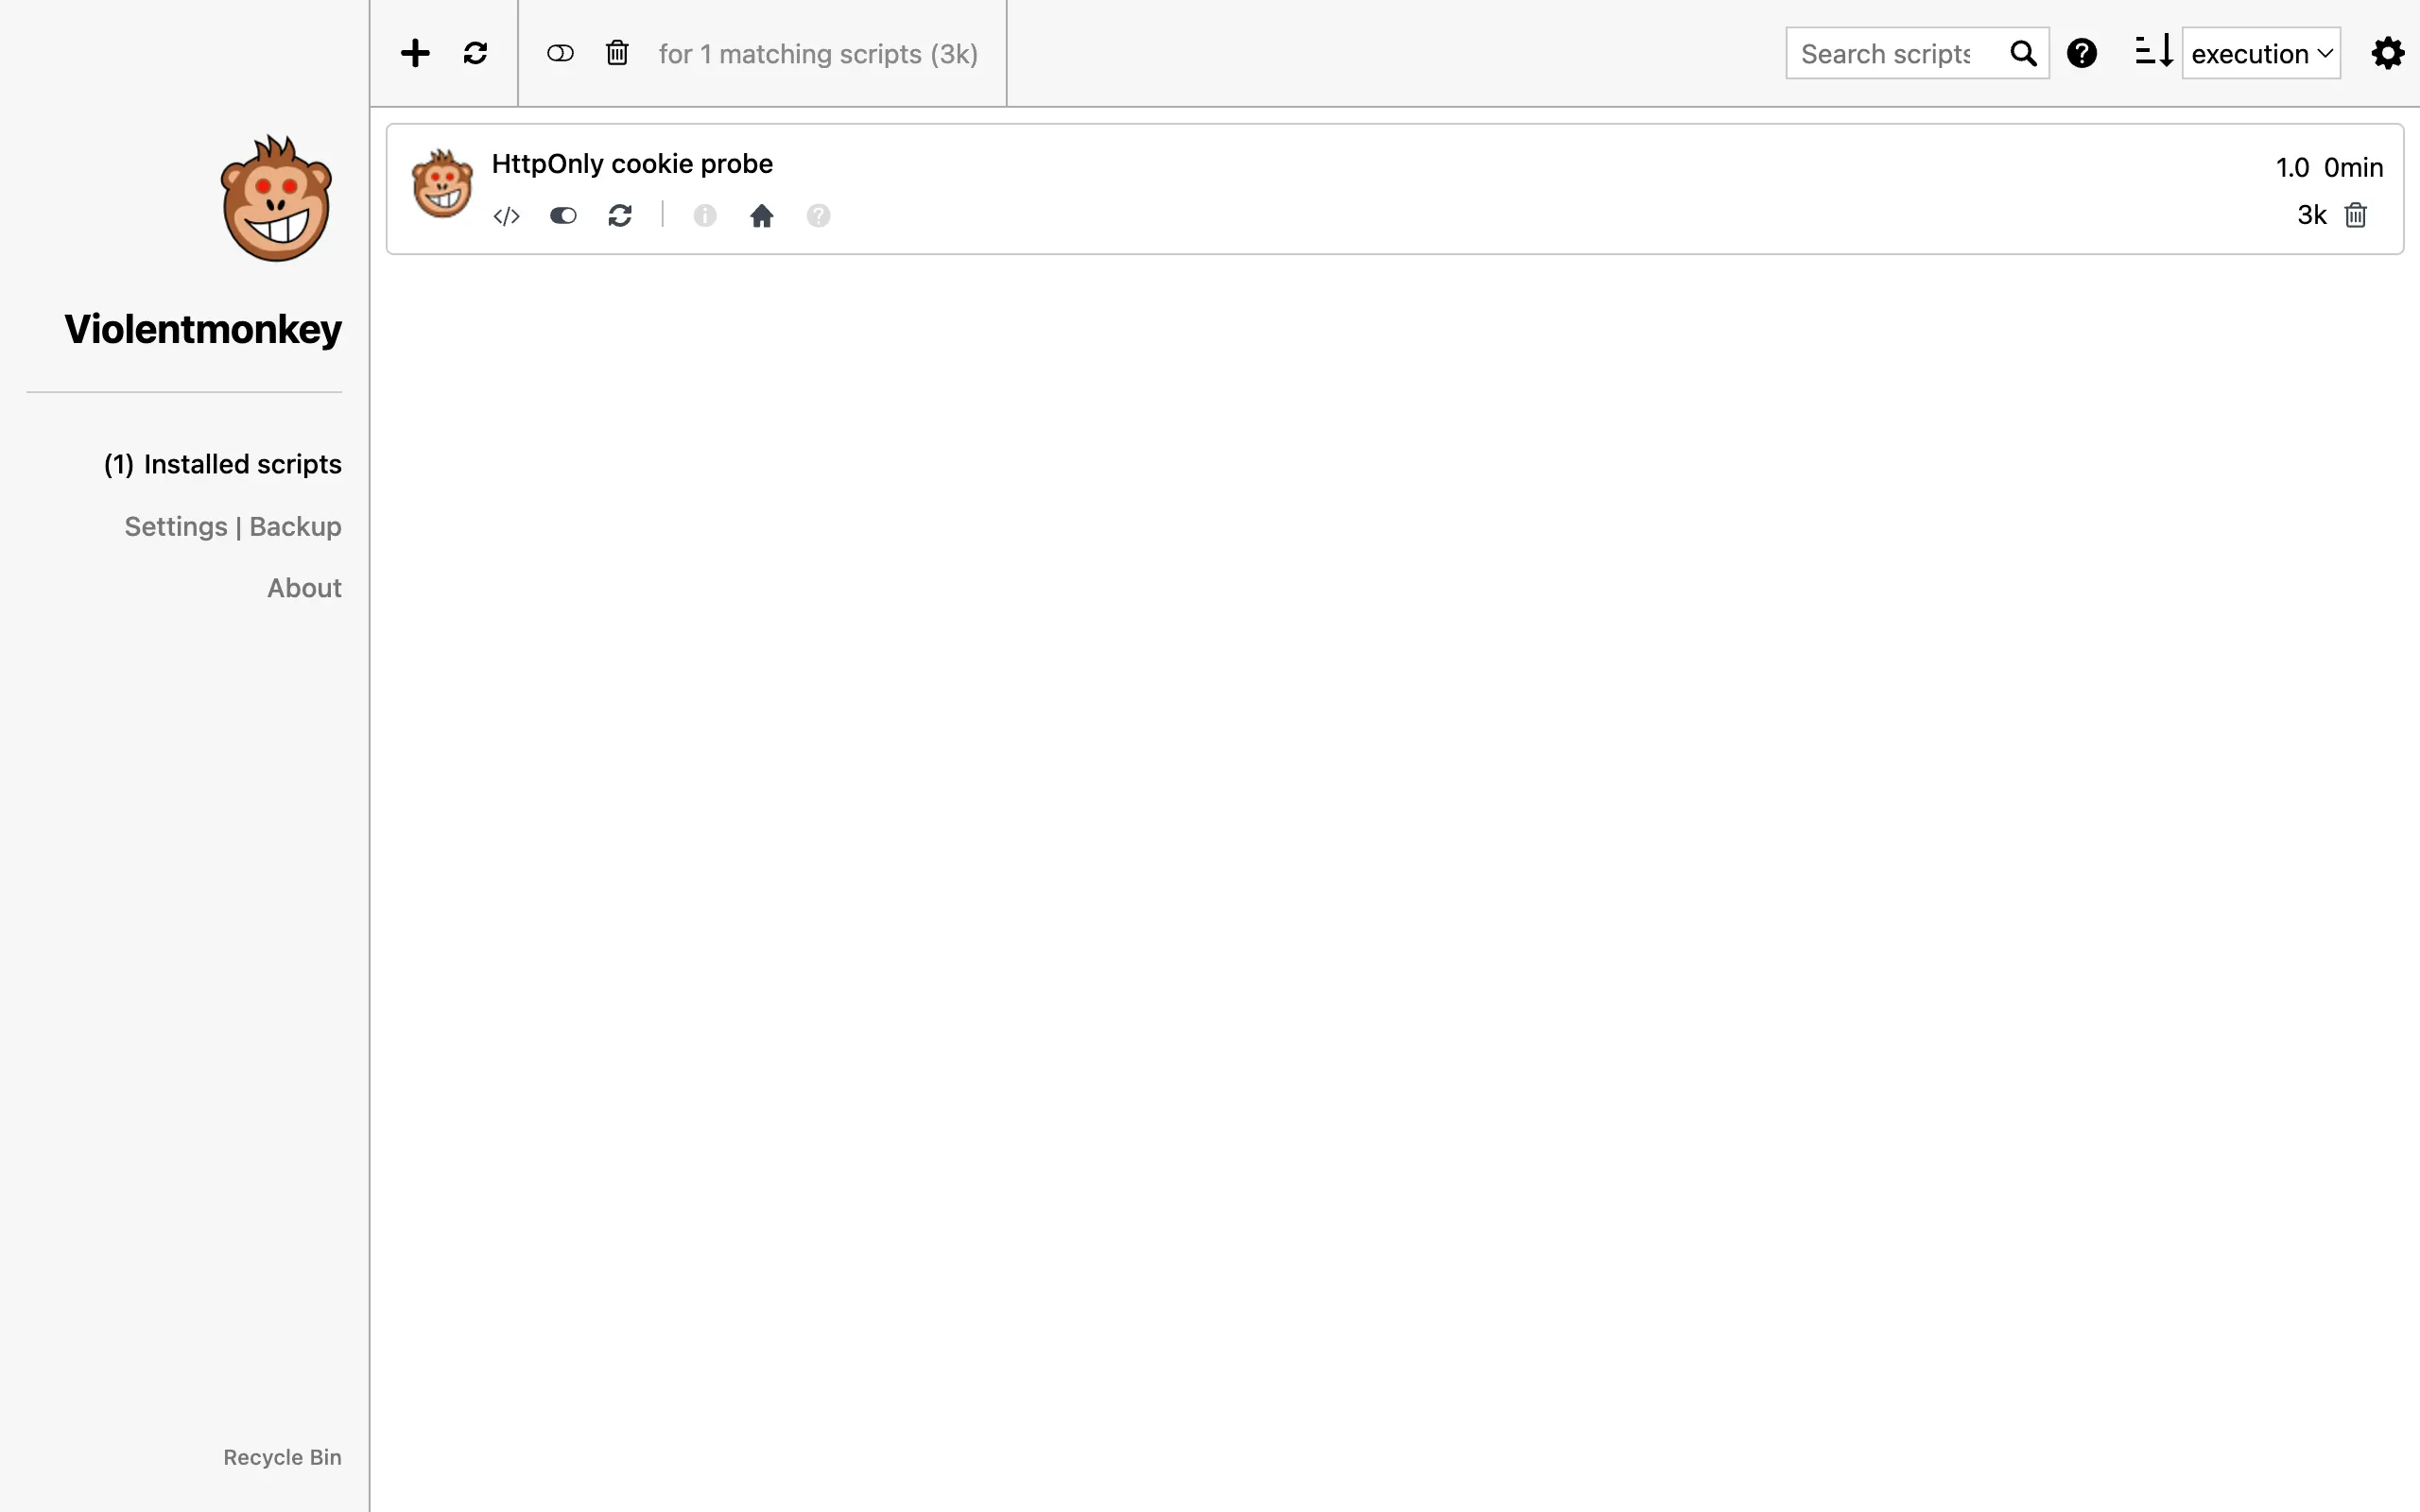 for 1 matching scripts (3k)
Search scripts
execution
Violentmonkey
(1) Installed scripts
Settings | Backup
About
Recycle Bin
HttpOnly cookie probe
1.0 0min
3k